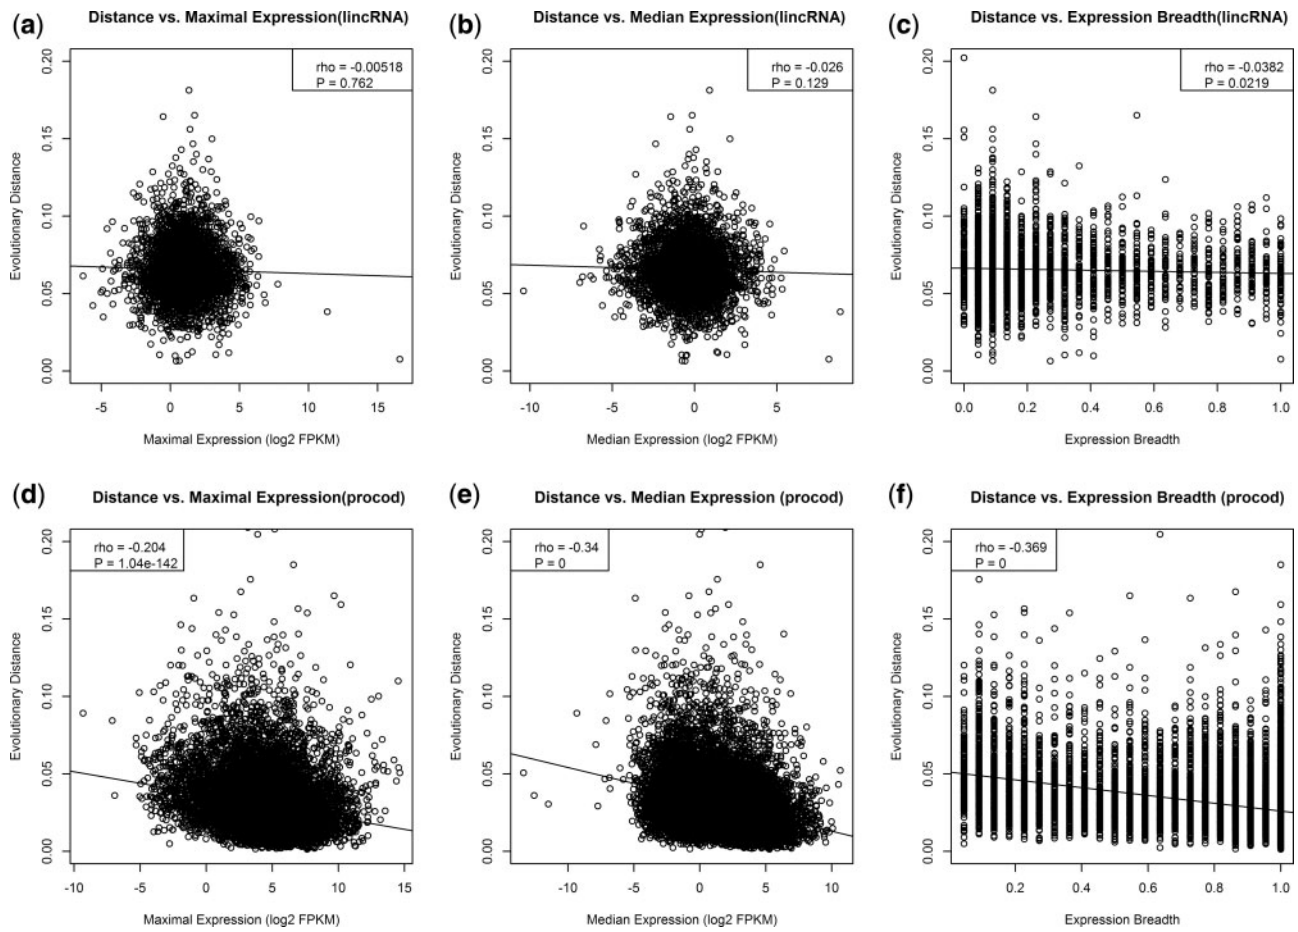 (a)
Distance vs. Maximal Expression(lincRNA)
rho = -0.00518
P = 0.762
Evolutionary Distance
0.00 0.05 0.10 0.15 0.20
-5 0 5 10 15
Maximal Expression (log2 FPKM)
(b)
Distance vs. Median Expression(lincRNA)
rho = -0.026
P = 0.129
Evolutionary Distance
0.00 0.05 0.10 0.15 0.20
-10 -5 0 5
Median Expression (log2 FPKM)
(c)
Distance vs. Expression Breadth(lincRNA)
rho = -0.0382
P = 0.0219
Evolutionary Distance
0.00 0.05 0.10 0.15 0.20
0.0 0.2 0.4 0.6 0.8 1.0
Expression Breadth
(d)
Distance vs. Maximal Expression(procod)
rho = -0.204
P = 1.04e-142
Evolutionary Distance
0.00 0.05 0.10 0.15 0.20
-10 -5 0 5 10 15
Maximal Expression (log2 FPKM)
(e)
Distance vs. Median Expression (procod)
rho = -0.34
P = 0
Evolutionary Distance
0.00 0.05 0.10 0.15 0.20
-10 -5 0 5 10
Median Expression (log2 FPKM)
(f)
Distance vs. Expression Breadth (procod)
rho = -0.369
P = 0
Evolutionary Distance
0.00 0.05 0.10 0.15 0.20
0.2 0.4 0.6 0.8 1.0
Expression Breadth